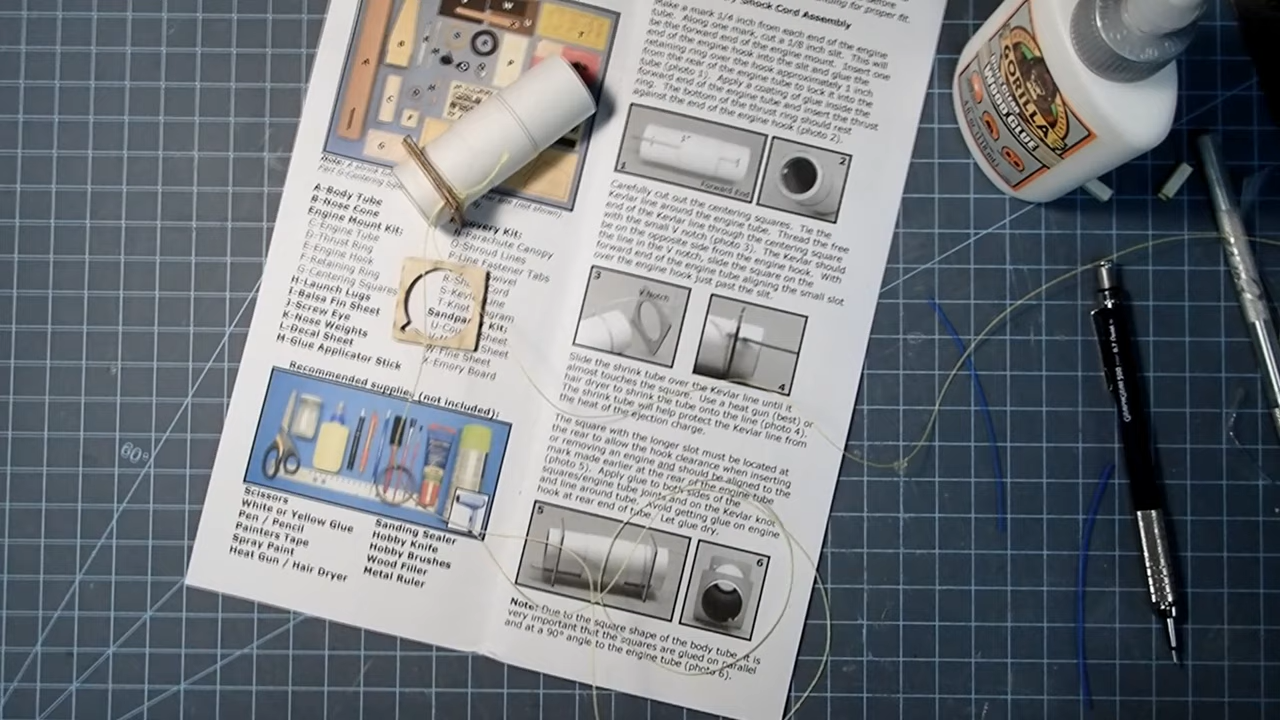 A-Body Tube
B-Nose Cone
Engine Mount Kit:
C-Engine Tube
D-Thrust Ring
E-Engine Hook
F-Retaining Ring
G-Centering Squares
H-Launch Lugs
I-Balsa Fin Sheet
J-Screw Eye
K-Nose Weights
L-Decal Sheet
M-Glue Applicator Stick
Kit:
Parachute Canopy
O-Shroud Lines
P-Line Fastener Tabs
Swivel
Cord
Line
Kit:
Sheet
Sheet
W-Fine Sheet
X-Emory Board
Recommended supplies (not included):
Scissors
White or Yellow Glue
Pen / Pencil
Painters Tape
Spray Paint
Heat Gun / Hair Dryer
Sanding Sealer
Hobby Knife
Hobby Brushes
Wood Filler
Metal Ruler
for proper fit.
Shock Cord Assembly
Make a mark 1/4 inch from each end of the engine
tube. Along one mark, cut a 1/8 inch slit. This will
be the forward end of the engine mount. Insert one
end of the engine hook into the slit and glue the
retaining ring over the hook approximately 1 inch
from the rear of the engine tube to lock it into the
tube (photo 1). Apply a coating of glue inside the
forward end of the engine tube and insert the thrust
ring. The bottom of the thrust ring should rest
against the end of the engine hook (photo 2).
1
1"
Forward End
2
Carefully cut out the centering squares. Tie the
Kevlar line around the engine tube. Thread the free
end of the Kevlar line through the centering square
with the small V notch (photo 3). The Kevlar should
be on the opposite side from the engine hook. With
the line in the V notch, slide the square on the
forward end of the engine tube aligning the small slot
over the engine hook just past the slit.
3
V Notch
4
Slide the shrink tube over the Kevlar line until it
almost touches the square. Use a heat gun (best) or
hair dryer to shrink the tube onto the line (photo 4).
The shrink tube will help protect the Kevlar line from
the heat of the ejection charge.
The square with the longer slot must be located at
the rear to allow the hook clearance when inserting
or removing an engine and should be aligned to the
mark made earlier at the rear of the engine tube
(photo 5). Apply glue to both sides of the
squares/engine tube joints and on the Kevlar knot
and line around tube. Avoid getting glue on engine
hook at rear end of tube. Let glue dry.
5
6
Note: Due to the square shape of the body tube, it is
very important that the squares are glued on parallel
and at a 90° angle to the engine tube (photo 6).
GORILLA
WOOD GLUE
60°